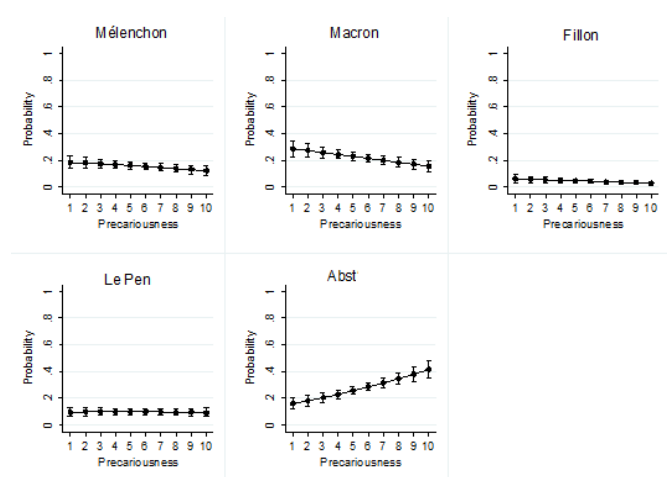 Mélenchon
Probability
0 .2 .4 .6 .8 1
1 2 3 4 5 6 7 8 9 10
Precariousness
Macron
Probability
0 .2 .4 .6 .8 1
1 2 3 4 5 6 7 8 9 10
Precariousness
Fillon
Probability
0 .2 .4 .6 .8 1
1 2 3 4 5 6 7 8 9 10
Precariousness
Le Pen
Probability
0 .2 .4 .6 .8 1
1 2 3 4 5 6 7 8 9 10
Precariousness
Abst
Probability
0 .2 .4 .6 .8 1
1 2 3 4 5 6 7 8 9 10
Precariousness